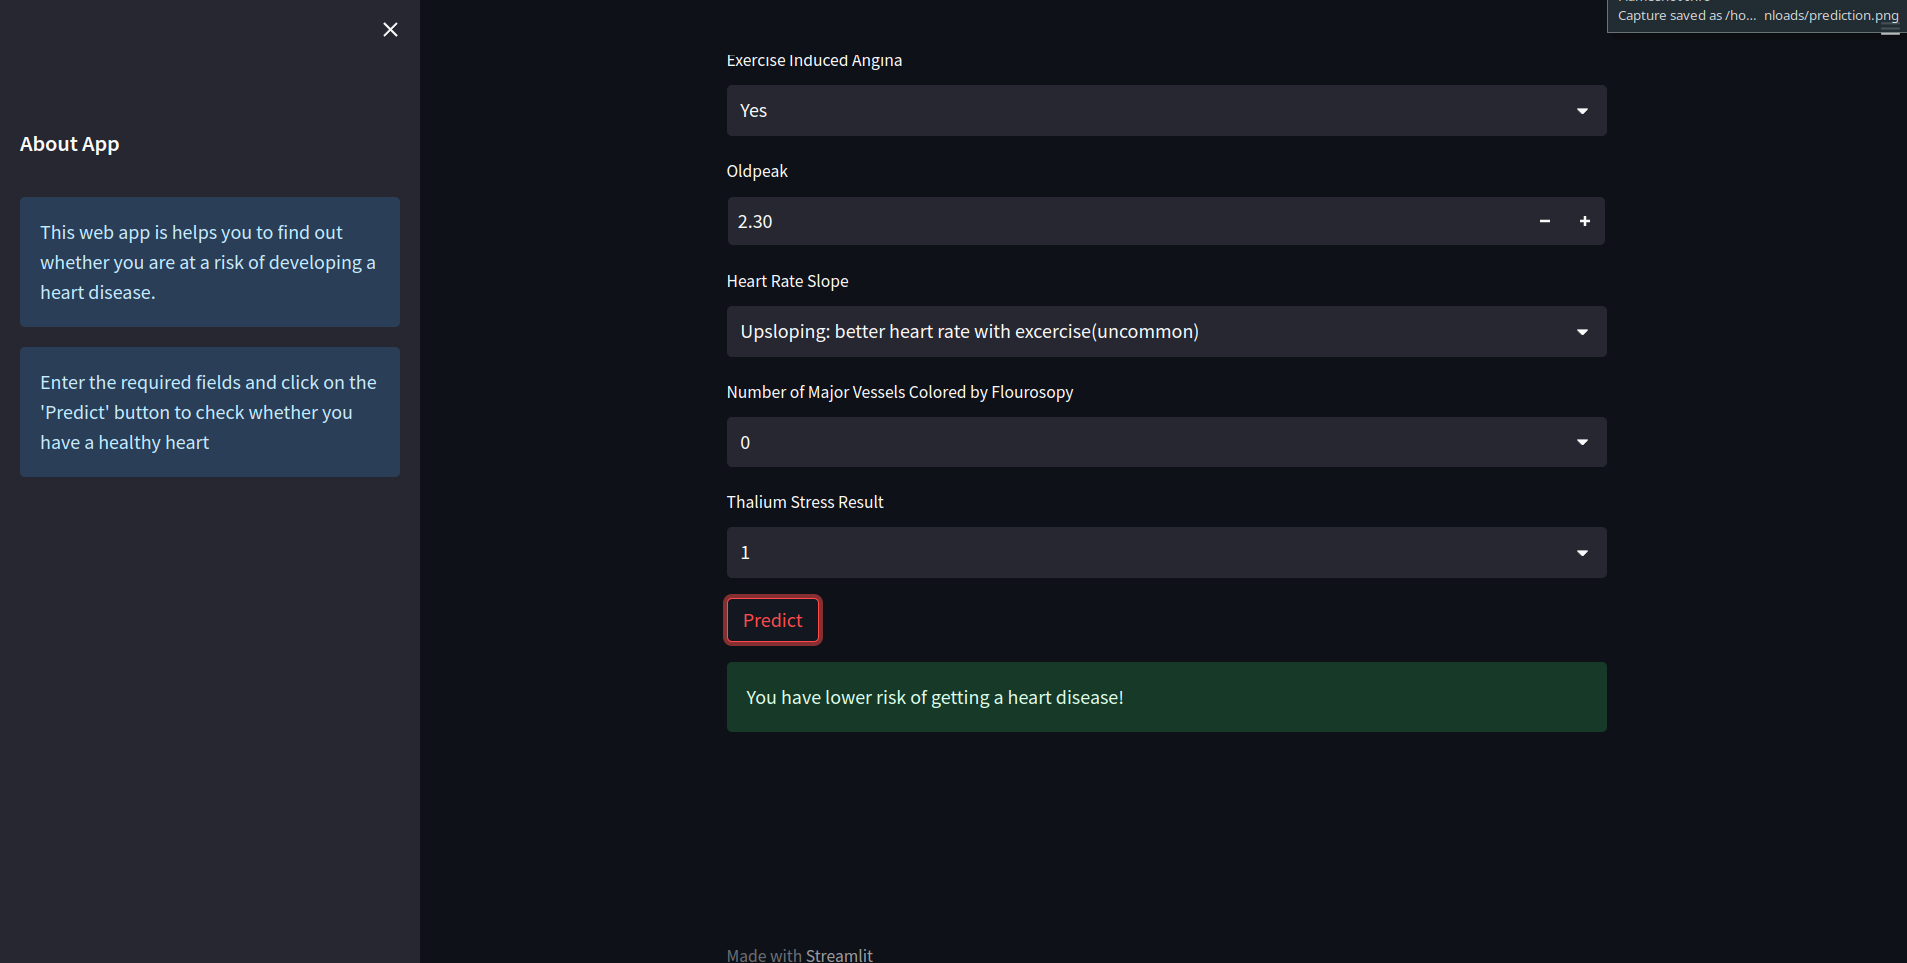 About App
This web app is helps you to find out
whether you are at a risk of developing a
heart disease.
Enter the required fields and click on the
'Predict' button to check whether you
have a healthy heart
Capture saved as /ho... nloads/prediction.png
Exercise Induced Angina
Yes
Oldpeak
2.30
Heart Rate Slope
Upsloping: better heart rate with excercise(uncommon)
Number of Major Vessels Colored by Flourosopy
0
Thalium Stress Result
1
Predict
You have lower risk of getting a heart disease!
Made with Streamlit